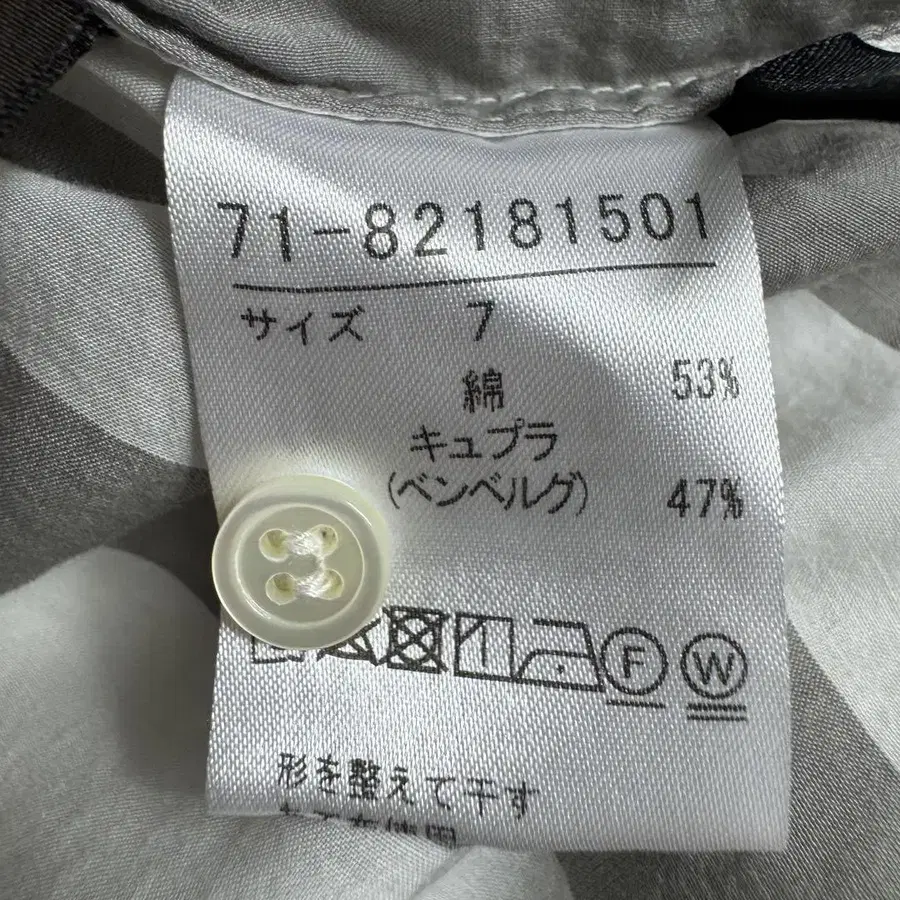 71-82181501
サイズ 7
綿 53%
キュプラ
(ベンベルグ) 47%
F W
形を整えて干す